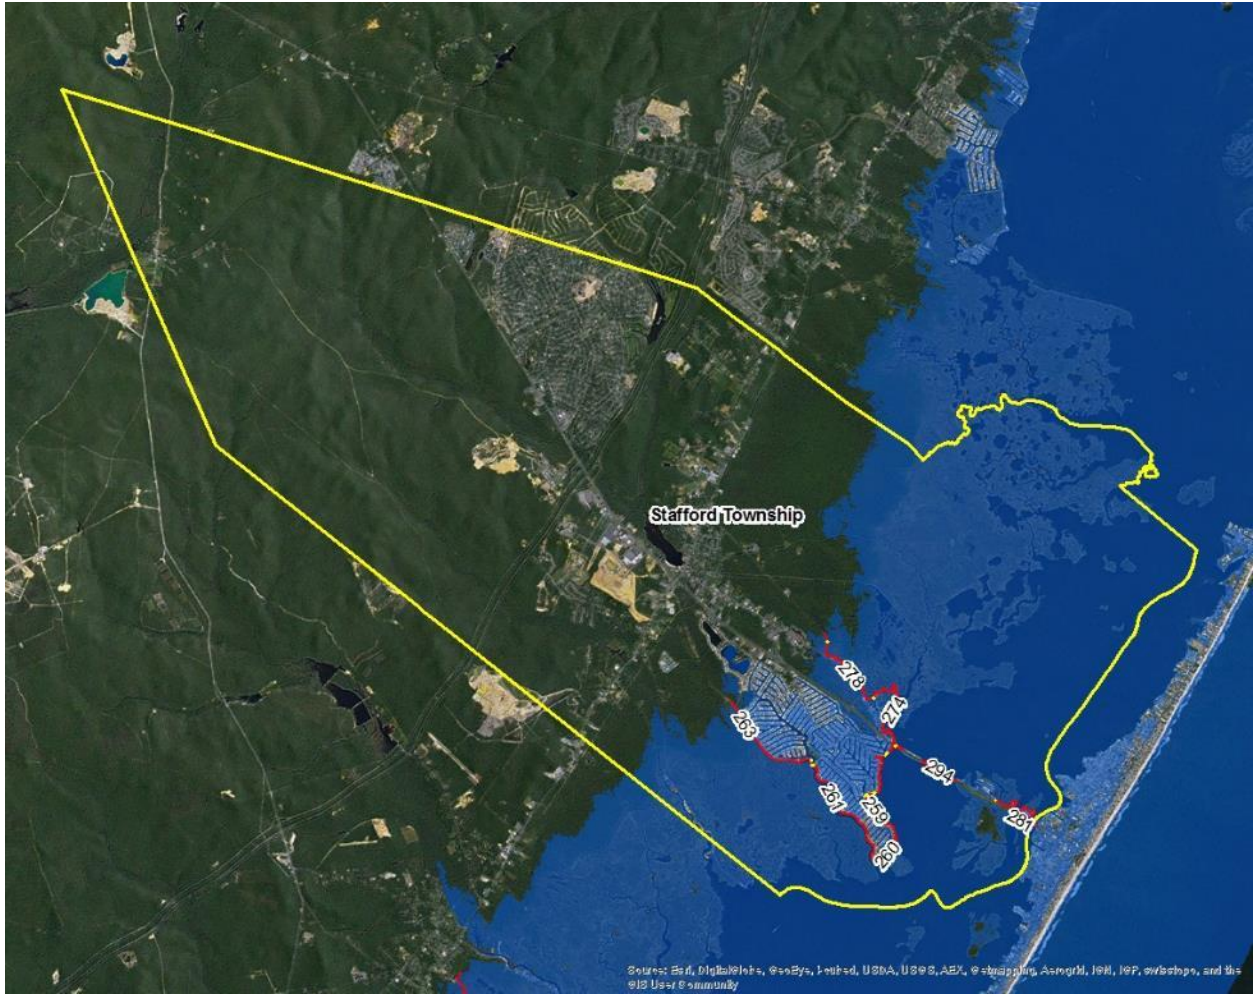 Stafford Township
278
274
263
294
261
259
281
260
Source: Esri, DigitalGlobe, GeoEye, i-cubed, USDA, USGS, AEX, Getmapping, Aerogrid, IGN, IGP, swisstopo, and the
GIS User Community